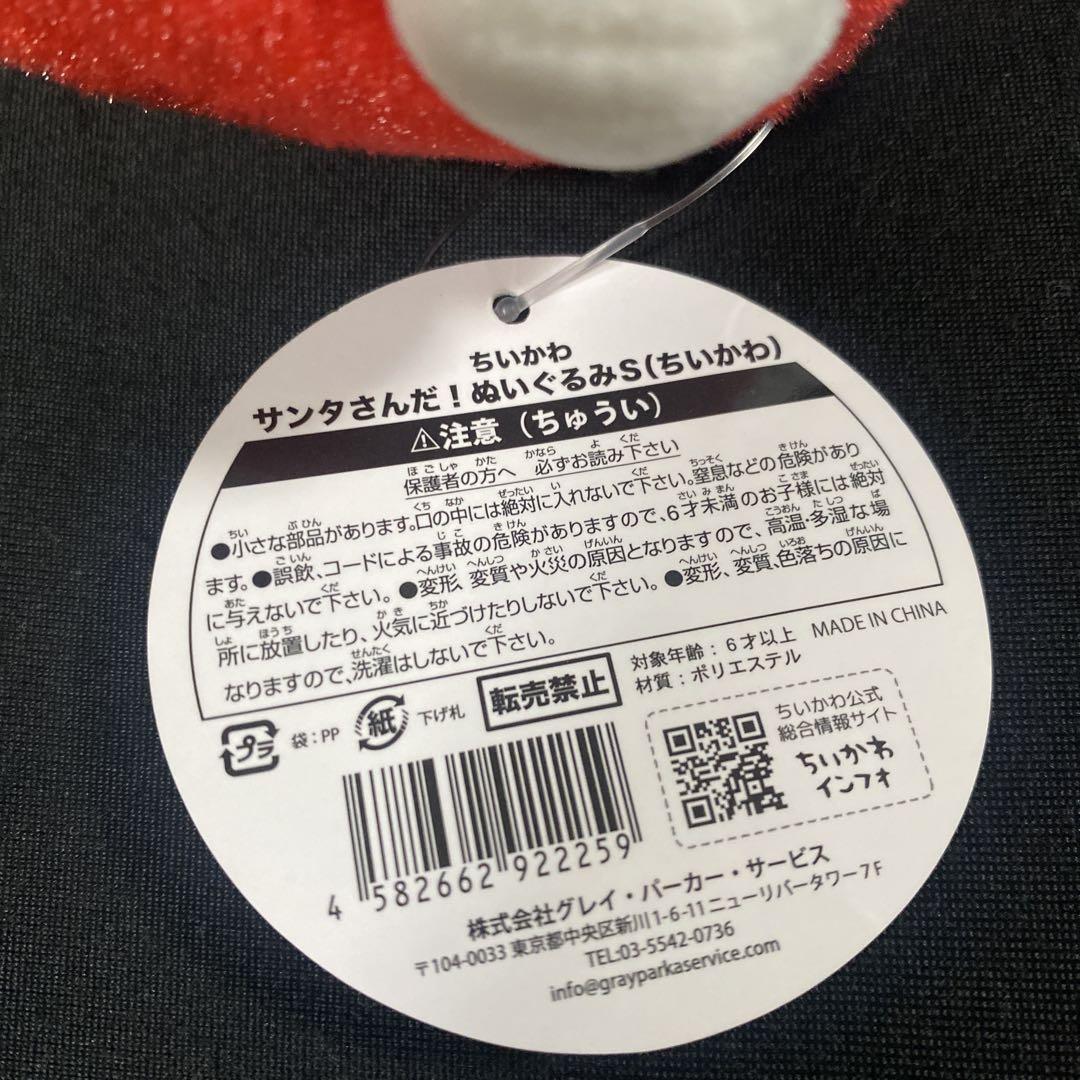 ちいかわ
サンタさんだ！ぬいぐるみS(ちいかわ)
⚠注意（ちゅうい）
保護者の方へ 必ずお読み下さい
●小さな部品があります。口の中には絶対に入れないで下さい。窒息などの危険があり
ます。●誤飲、コードによる事故の危険がありますので、6才未満のお子様には絶対
に与えないで下さい。●変形、変質や火災の原因となりますので、高温・多湿な場
所に放置したり、火気に近づけたりしないで下さい。●変形、変質、色落ちの原因に
なりますので、洗濯はしないで下さい。
対象年齢：6才以上 MADE IN CHINA
材質：ポリエステル
プラ 袋：PP 紙 下げ札
転売禁止
ちいかわ公式
総合情報サイト
ちいかわ
インフォ
4 582662 922259
株式会社グレイ・パーカー・サービス
〒104-0033 東京都中央区新川1-6-11 ニューリバータワー7F
TEL:03-5542-0736
info@grayparkaservice.com